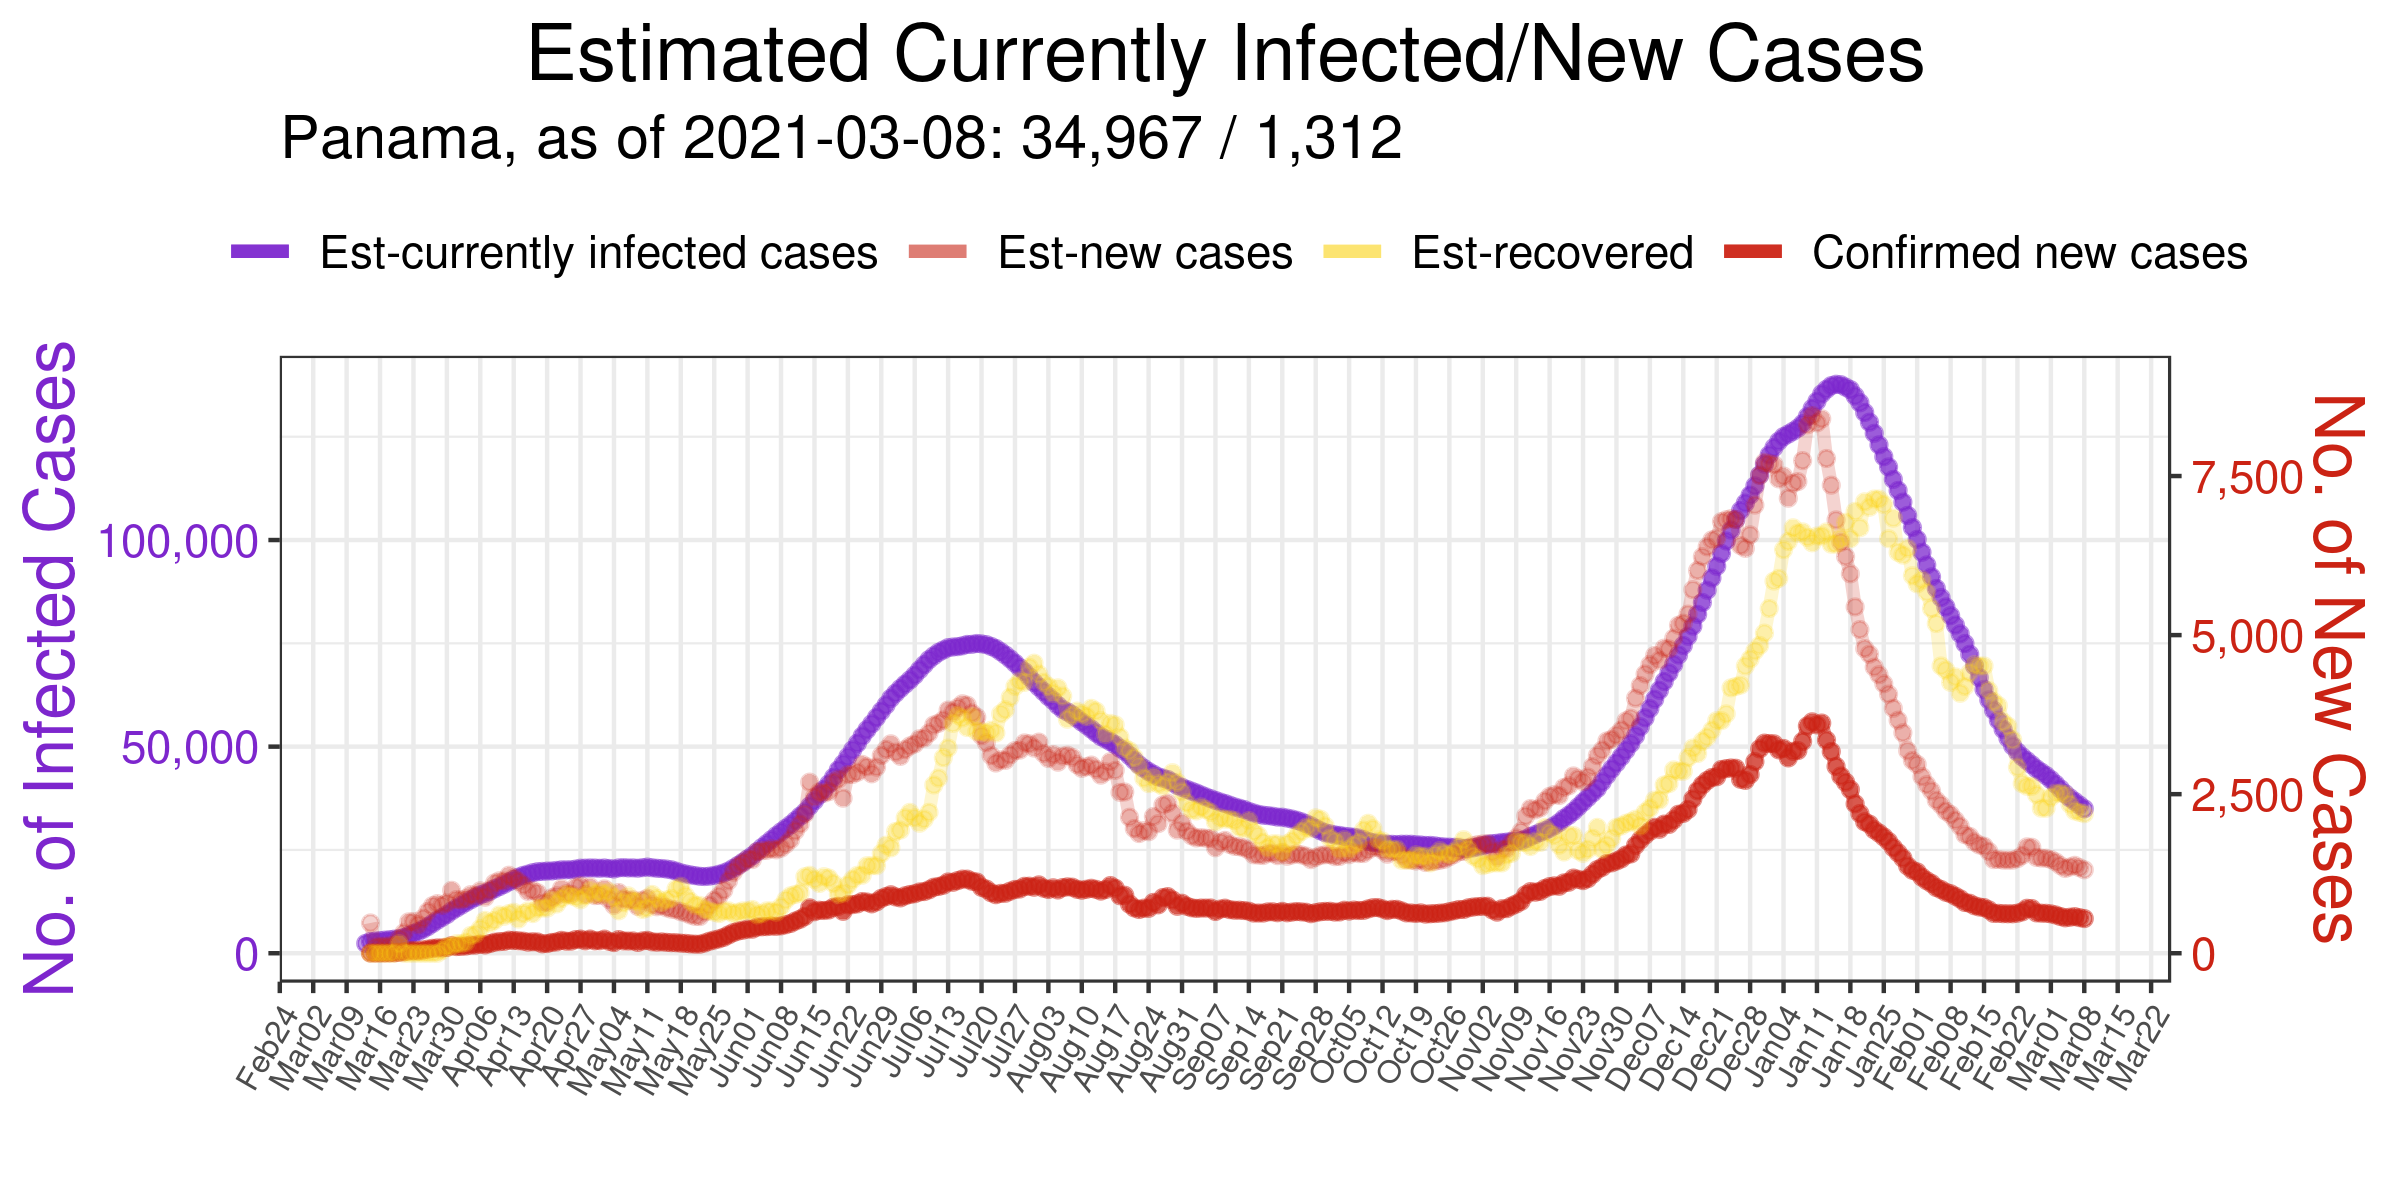 Estimated Currently Infected/New Cases
Panama, as of 2021-03-08: 34,967 / 1,312
Est-currently infected cases Est-new cases Est-recovered Confirmed new cases
No. of Infected Cases
100,000
50,000
0
7,500
5,000
2,500
0
No. of New Cases
Feb24 Mar02 Mar09 Mar16 Mar23 Mar30 Apr06 Apr13 Apr20 Apr27 May04 May11 May18 May25 Jun01 Jun08 Jun15 Jun22 Jun29 Jul06 Jul13 Jul20 Jul27 Aug03 Aug10 Aug17 Aug24 Aug31 Sep07 Sep14 Sep21 Sep28 Oct05 Oct12 Oct19 Oct26 Nov02 Nov09 Nov16 Nov23 Nov30 Dec07 Dec14 Dec21 Dec28 Jan04 Jan11 Jan18 Jan25 Feb01 Feb08 Feb15 Feb22 Mar01 Mar08 Mar15 Mar22